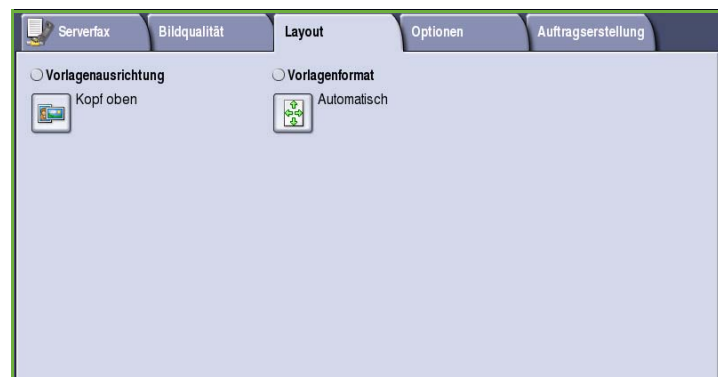 Serverfax Bildqualität Layout Optionen Auftragserstellung
Vorlagenausrichtung Vorlagenformat
Kopf oben Automatisch